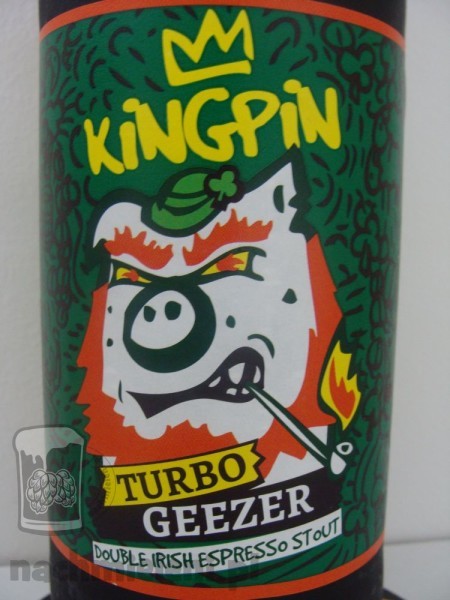 KiNGPiN
TURBO
GEEZER
DOUBLE IRISH ESPRESSO STOUT